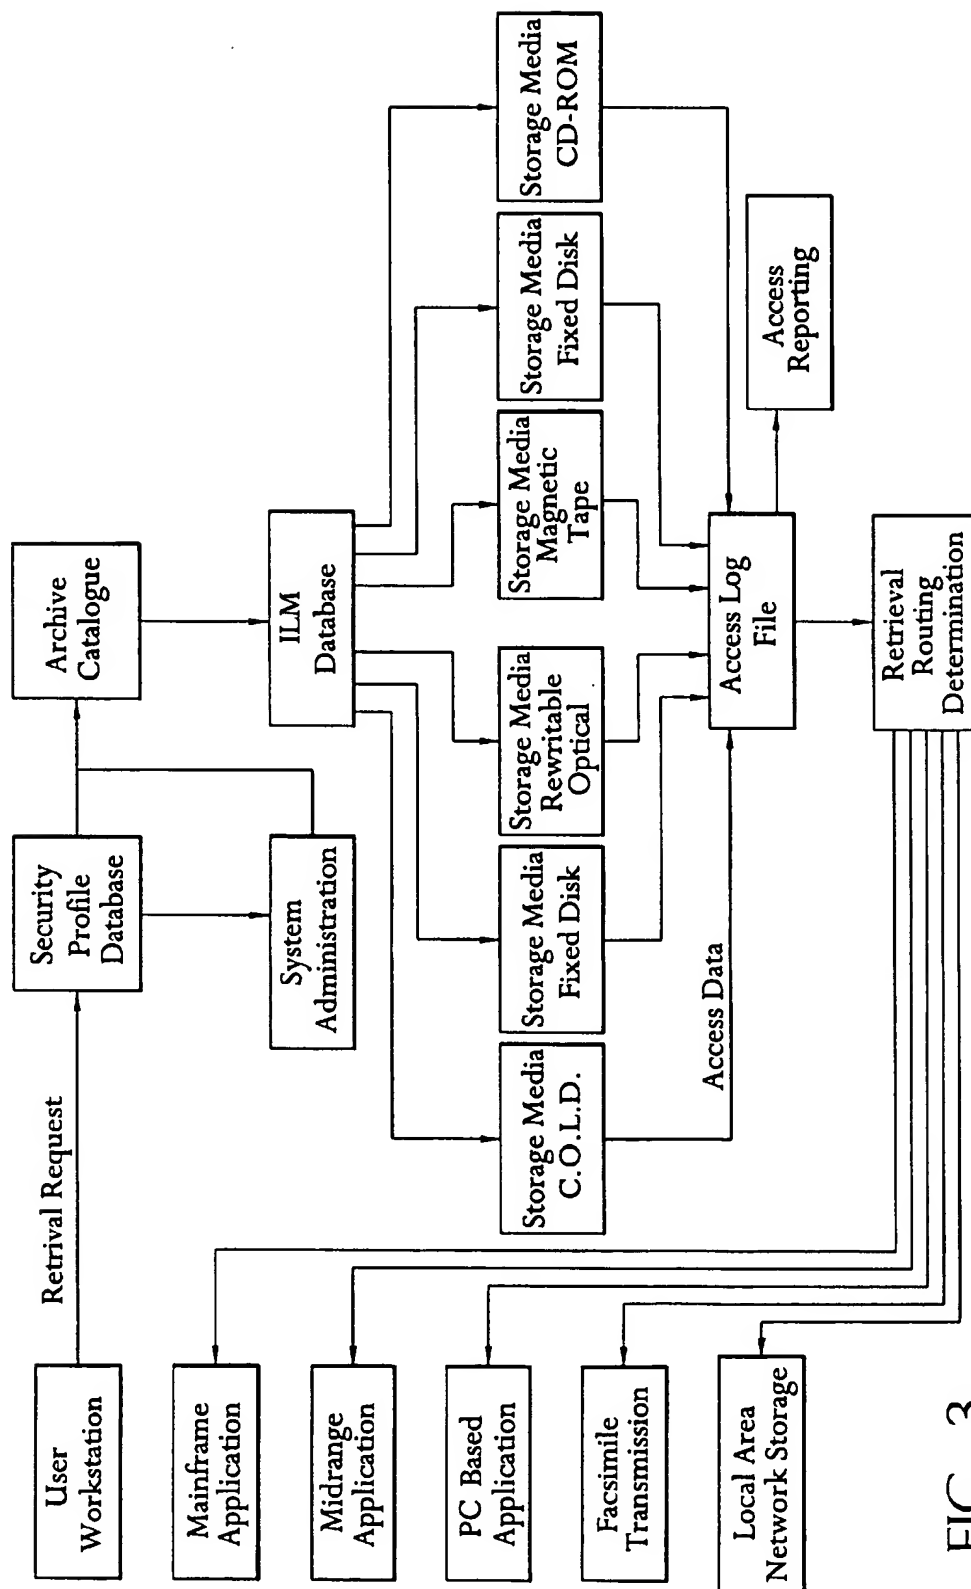 User
Workstation
Retrival Request
Security
Profile
Database
Archive
Catalogue
System
Administration
ILM
Database
Mainframe
Application
Midrange
Application
PC Based
Application
Facsimile
Transmission
Local Area
Network Storage
Storage Media
C.O.L.D.
Storage Media
Fixed Disk
Storage Media
Rewritable
Optical
Storage Media
Magnetic
Tape
Storage Media
Fixed Disk
Storage Media
CD-ROM
Access Data
Access Log
File
Access
Reporting
Retrieval
Routing
Determination
FIG. 3